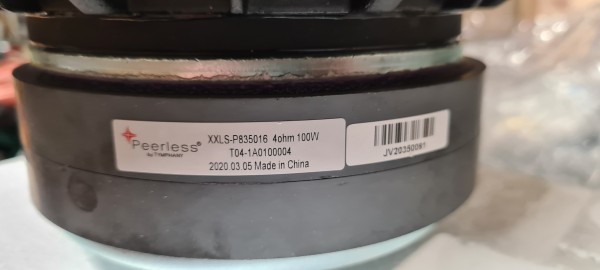 Peerless®
by TYMPHANY
XXLS-P835016 4ohm 100W
T04-1A0100004
2020.03.05 Made in China
JV20350081